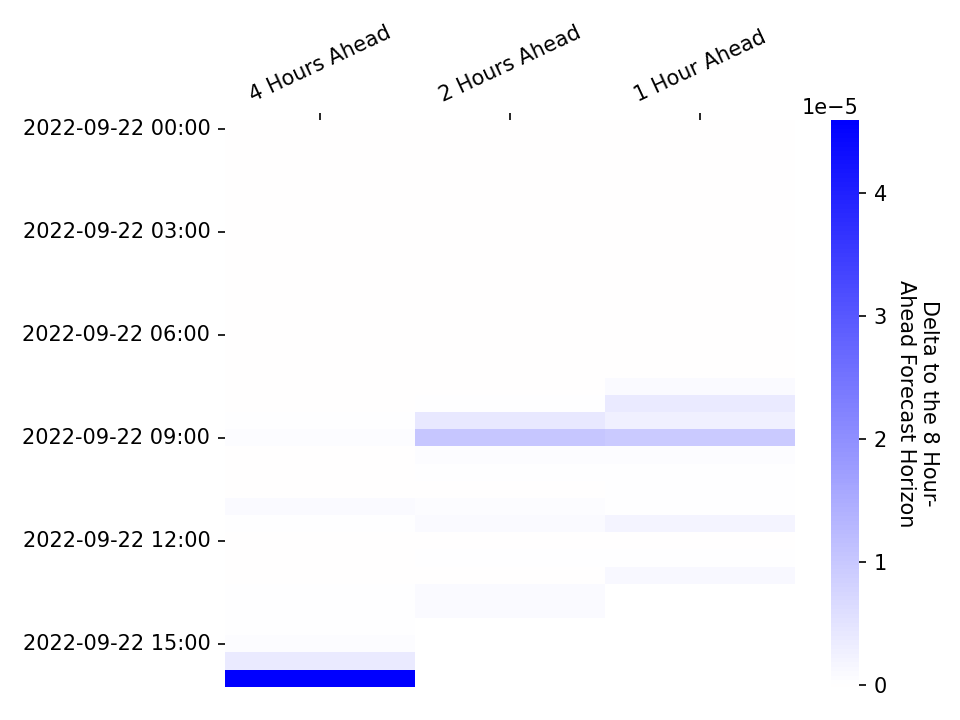 4 Hours Ahead
2 Hours Ahead
1 Hour Ahead
1e−5
2022-09-22 00:00
2022-09-22 03:00
2022-09-22 06:00
2022-09-22 09:00
2022-09-22 12:00
2022-09-22 15:00
4
3
2
1
0
Delta to the 8 Hour-
Ahead Forecast Horizon